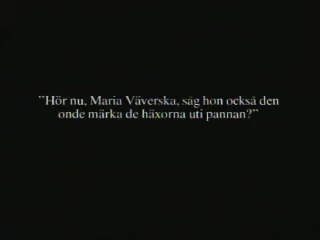 ”Hör nu, Maria Väverska, såg hon också den
onde märka de häxorna uti pannan?”